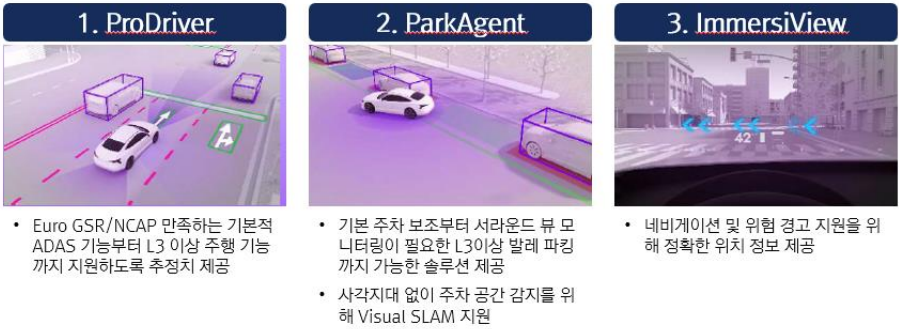 1. ProDriver
• Euro GSR/NCAP 만족하는 기본적
ADAS 기능부터 L3 이상 주행 기능
까지 지원하도록 추정치 제공
2. ParkAgent
• 기본 주차 보조부터 서라운드 뷰 모
니터링이 필요한 L3이상 발레 파킹
까지 가능한 솔루션 제공
• 사각지대 없이 주차 공간 감지를 위
해 Visual SLAM 지원
3. ImmersiView
42
• 네비게이션 및 위험 경고 지원을 위
해 정확한 위치 정보 제공